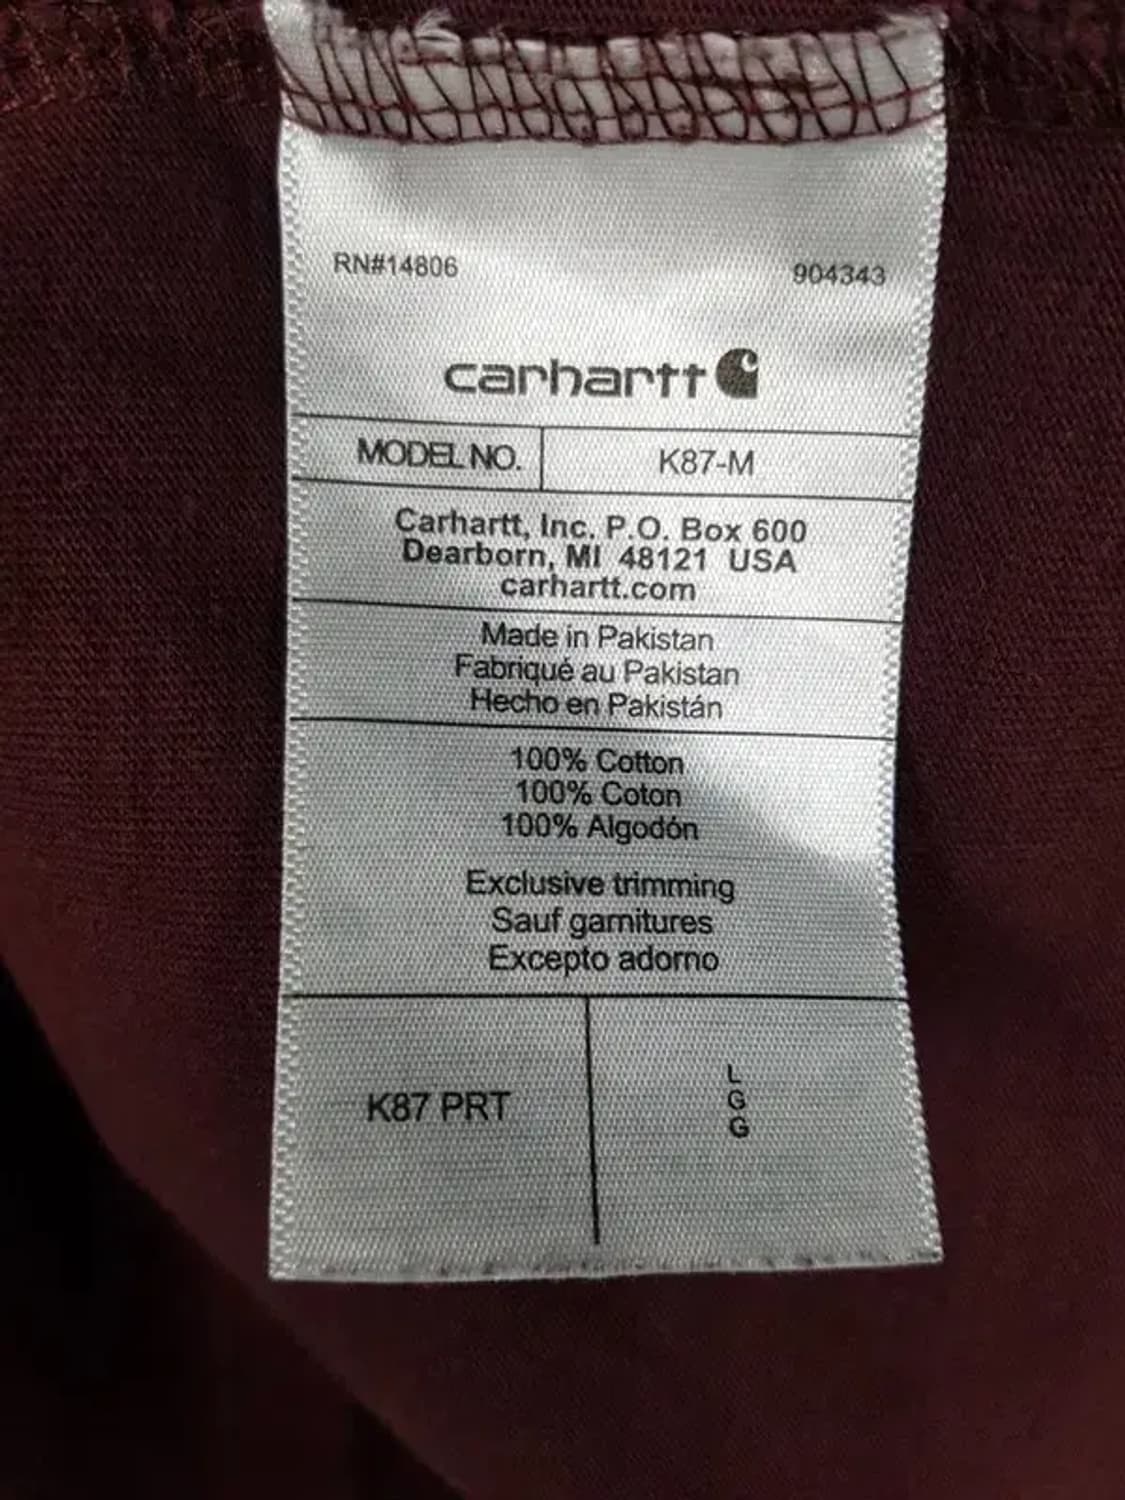 RN#14806 904343
carhartt
MODEL NO. K87-M
Carhartt, Inc. P.O. Box 600
Dearborn, MI 48121 USA
carhartt.com
Made in Pakistan
Fabriqué au Pakistan
Hecho en Pakistán
100% Cotton
100% Coton
100% Algodón
Exclusive trimming
Sauf garnitures
Excepto adorno
K87 PRT
L
G
G